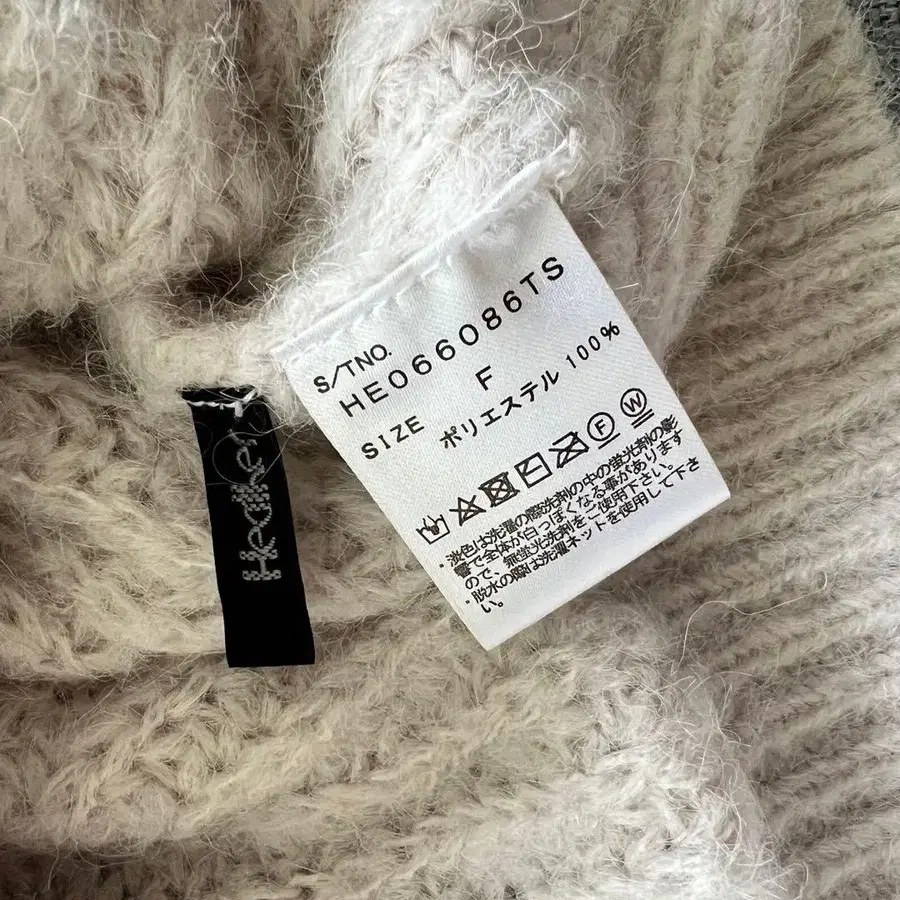 S/TNO.
HE066086TS
SIZE F
ポリエステル 100%
F W
・淡色は洗濯の際洗剤の中の蛍光剤の影
響で全体が白っぽくなる事があります
ので、無蛍光洗剤をご使用下さい。
・脱水の際は洗濯ネットを使用して下さ
い。